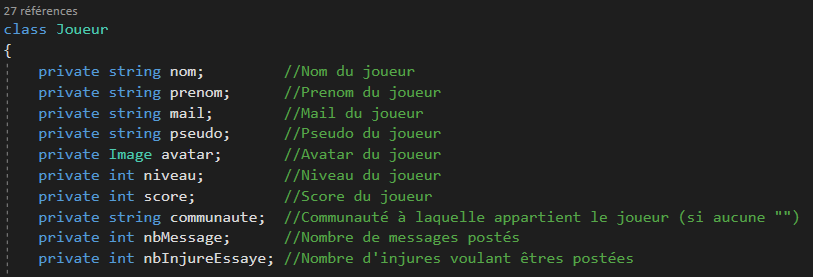 27 références
class Joueur
{
private string nom; //Nom du joueur
private string prenom; //Prenom du joueur
private string mail; //Mail du joueur
private string pseudo; //Pseudo du joueur
private Image avatar; //Avatar du joueur
private int niveau; //Niveau du joueur
private int score; //Score du joueur
private string communaute; //Communauté à laquelle appartient le joueur (si aucune "")
private int nbMessage; //Nombre de messages postés
private int nbInjureEssaye; //Nombre d'injures voulant êtres postées